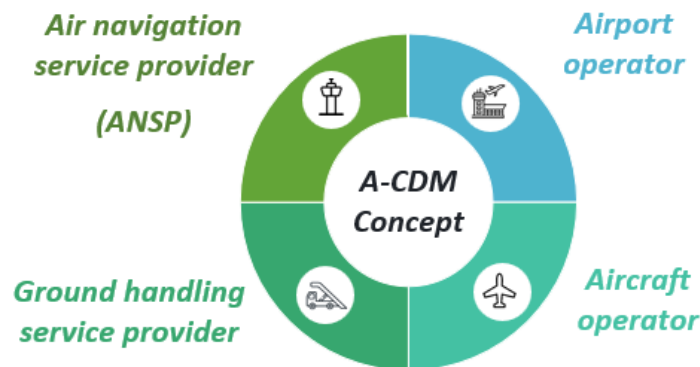 Air navigation
service provider
(ANSP)
Airport
operator
A-CDM
Concept
Ground handling
service provider
Aircraft
operator